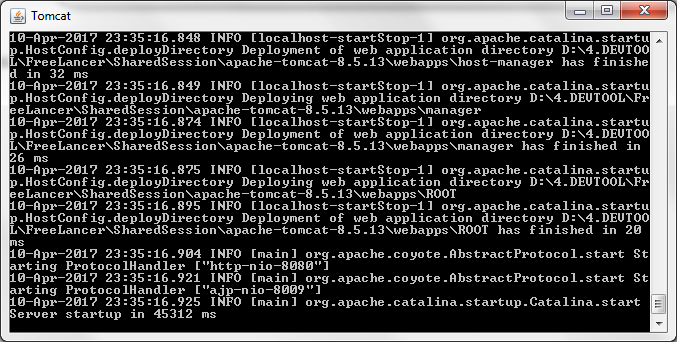 Tomcat
10-Apr-2017 23:35:16.848 INFO [localhost-startStop-1] org.apache.catalina.startu
p.HostConfig.deployDirectory Deployment of web application directory D:\4.DEUTOO
L\FreeLancer\SharedSession\apache-tomcat-8.5.13\webapps\host-manager has finishe
d in 32 ms
10-Apr-2017 23:35:16.849 INFO [localhost-startStop-1] org.apache.catalina.startu
p.HostConfig.deployDirectory Deploying web application directory D:\4.DEUTOOL\Fr
eeLancer\SharedSession\apache-tomcat-8.5.13\webapps\manager
10-Apr-2017 23:35:16.874 INFO [localhost-startStop-1] org.apache.catalina.startu
p.HostConfig.deployDirectory Deployment of web application directory D:\4.DEUTOO
L\FreeLancer\SharedSession\apache-tomcat-8.5.13\webapps\manager has finished in
26 ms
10-Apr-2017 23:35:16.875 INFO [localhost-startStop-1] org.apache.catalina.startu
p.HostConfig.deployDirectory Deploying web application directory D:\4.DEUTOOL\Fr
eeLancer\SharedSession\apache-tomcat-8.5.13\webapps\ROOT
10-Apr-2017 23:35:16.895 INFO [localhost-startStop-1] org.apache.catalina.startu
p.HostConfig.deployDirectory Deployment of web application directory D:\4.DEUTOO
L\FreeLancer\SharedSession\apache-tomcat-8.5.13\webapps\ROOT has finished in 20
ms
10-Apr-2017 23:35:16.904 INFO [main] org.apache.coyote.AbstractProtocol.start St
arting ProtocolHandler ["http-nio-8080"]
10-Apr-2017 23:35:16.921 INFO [main] org.apache.coyote.AbstractProtocol.start St
arting ProtocolHandler ["ajp-nio-8009"]
10-Apr-2017 23:35:16.925 INFO [main] org.apache.catalina.startup.Catalina.start
Server startup in 45312 ms